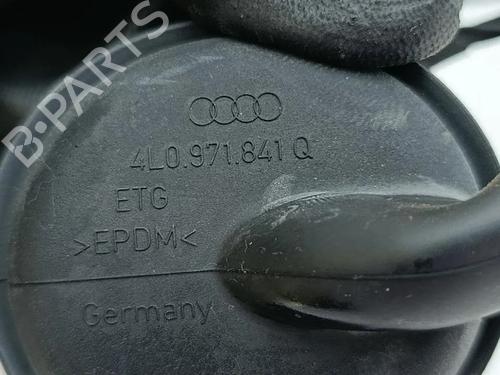 B-PARTS
4L0.971.841 Q
ETG
>EPDM<
Germany